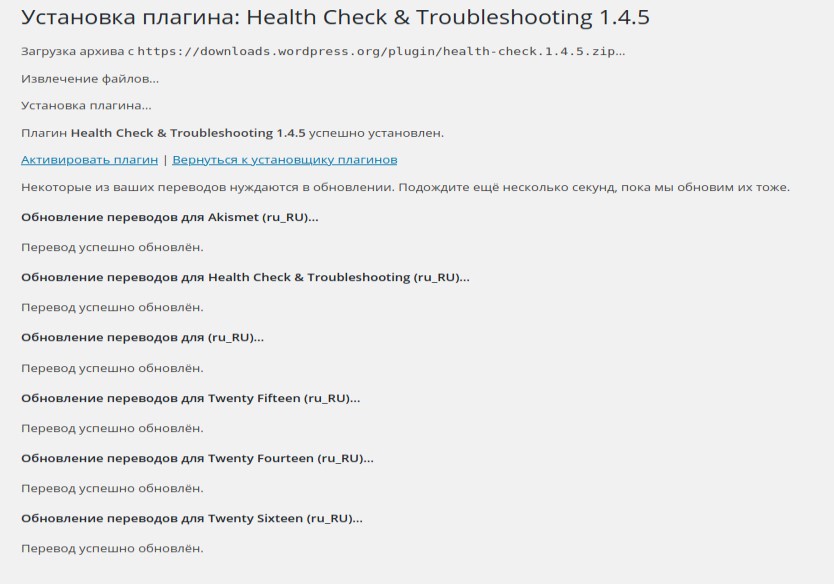 Установка плагина: Health Check & Troubleshooting 1.4.5
Загрузка архива с https://downloads.wordpress.org/plugin/health-check.1.4.5.zip…
Извлечение файлов…
Установка плагина…
Плагин Health Check & Troubleshooting 1.4.5 успешно установлен.
Активировать плагин | Вернуться к установщику плагинов
Некоторые из ваших переводов нуждаются в обновлении. Подождите ещё несколько секунд, пока мы обновим их тоже.
Обновление переводов для Akismet (ru_RU)…
Перевод успешно обновлён.
Обновление переводов для Health Check & Troubleshooting (ru_RU)…
Перевод успешно обновлён.
Обновление переводов для (ru_RU)…
Перевод успешно обновлён.
Обновление переводов для Twenty Fifteen (ru_RU)…
Перевод успешно обновлён.
Обновление переводов для Twenty Fourteen (ru_RU)…
Перевод успешно обновлён.
Обновление переводов для Twenty Sixteen (ru_RU)…
Перевод успешно обновлён.